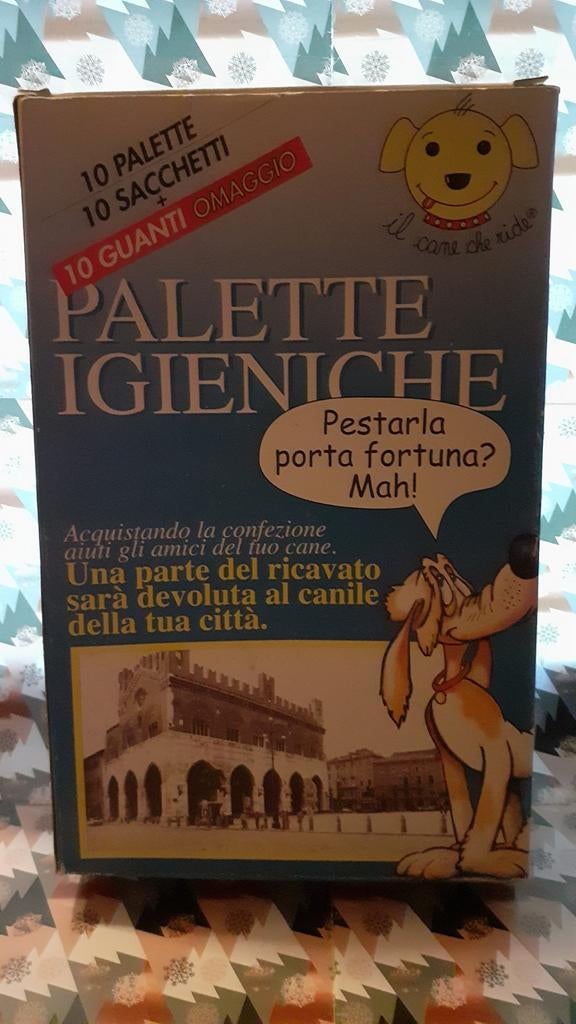 10 PALETTE
10 SACCHETTI
+
10 GUANTI OMAGGIO
il cane che ride®
PALETTE
IGIENICHE
Pestarla
porta fortuna?
Mah!
Acquistando la confezione
aiuti gli amici del tuo cane.
Una parte del ricavato
sarà devoluta al canile
della tua città.